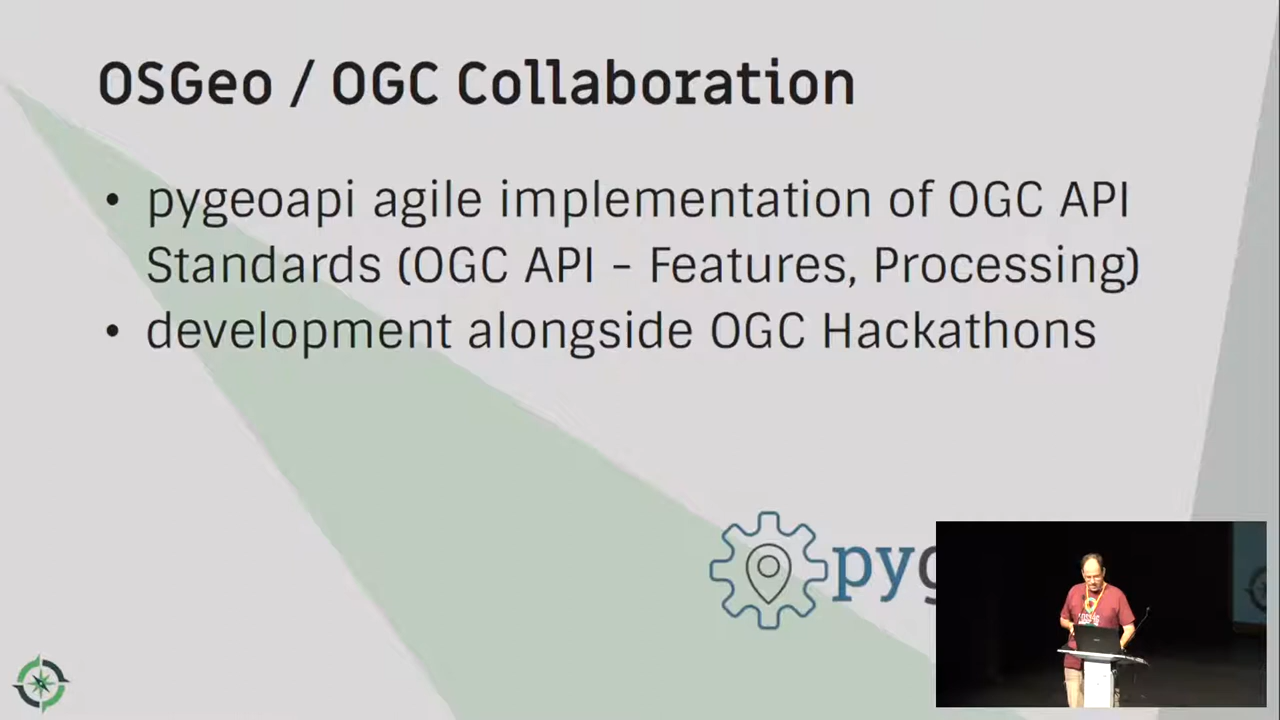 OSGeo / OGC Collaboration
• pygeoapi agile implementation of OGC API
Standards (OGC API – Features, Processing)
• development alongside OGC Hackathons
pyg